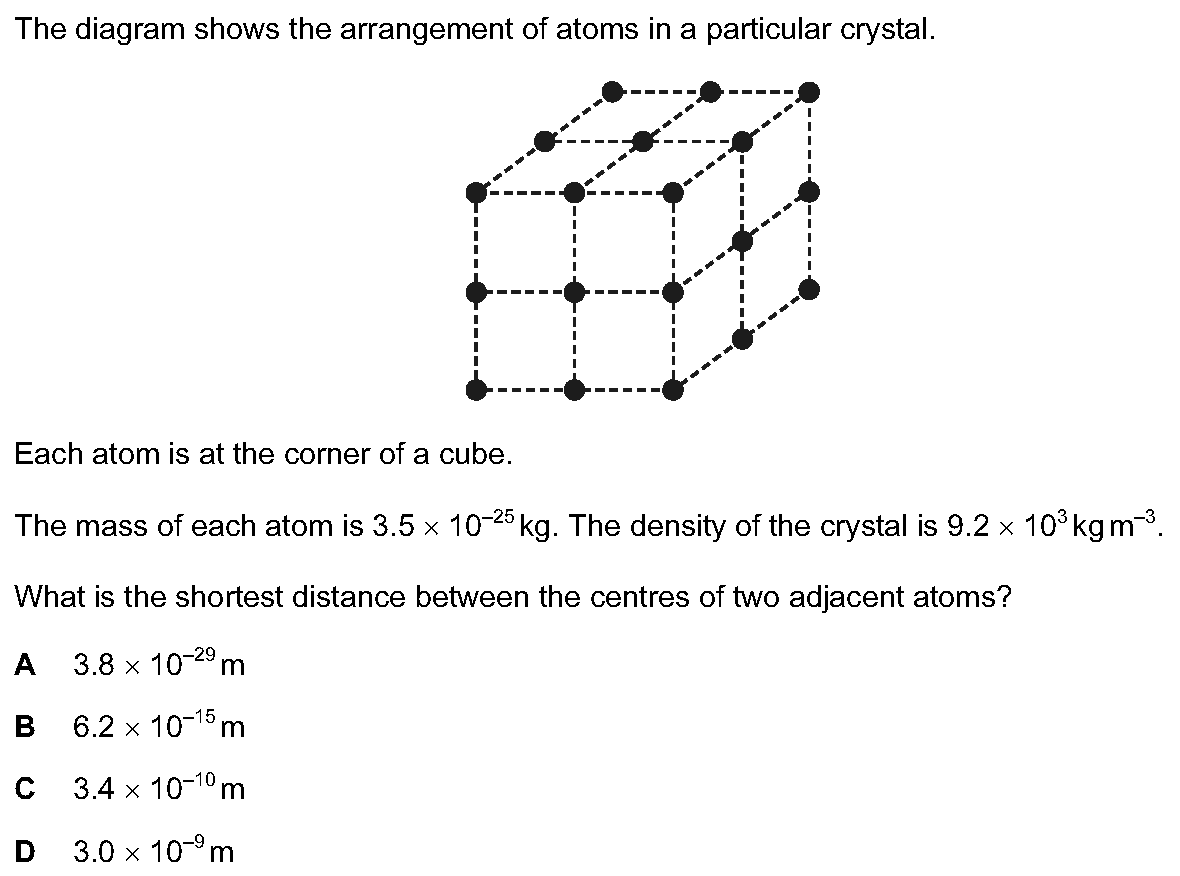 The diagram shows the arrangement of atoms in a particular crystal.
Each atom is at the corner of a cube.
The mass of each atom is 3.5 × 10⁻²⁵ kg. The density of the crystal is 9.2 × 10³ kg m⁻³.
What is the shortest distance between the centres of two adjacent atoms?
A 3.8 × 10⁻²⁹ m
B 6.2 × 10⁻¹⁵ m
C 3.4 × 10⁻¹⁰ m
D 3.0 × 10⁻⁹ m